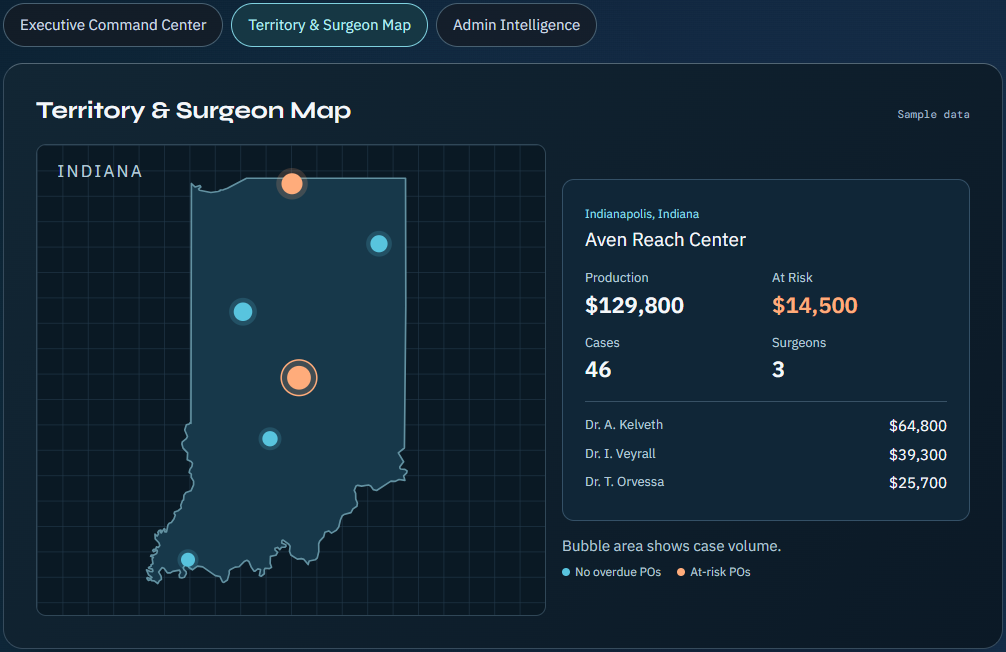 Executive Command Center
Territory & Surgeon Map
Admin Intelligence
Territory & Surgeon Map
Sample data
INDIANA
Indianapolis, Indiana
Aven Reach Center
Production
At Risk
$129,800
$14,500
Cases
Surgeons
46
3
Dr. A. Kelveth
$64,800
Dr. I. Veyrall
$39,300
Dr. T. Orvessa
$25,700
Bubble area shows case volume.
No overdue POs
At-risk POs